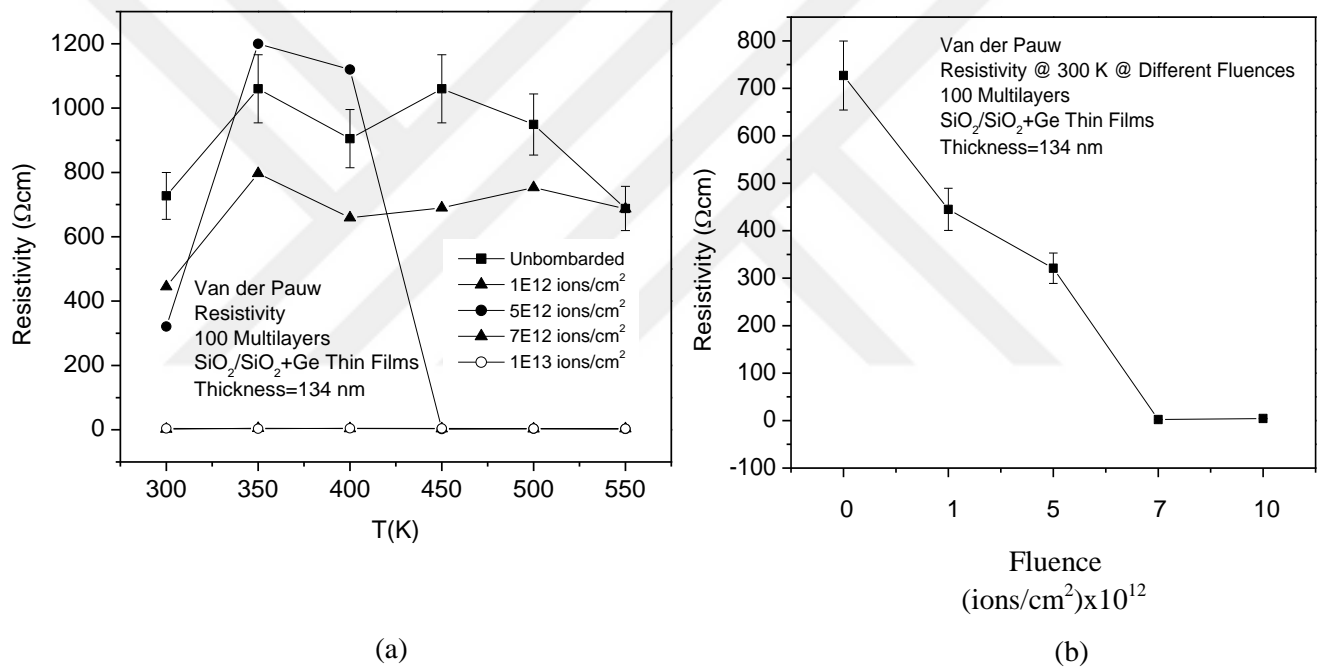 1200
1000
800
600
400
200
0
Resistivity (Ωcm)
Unbombarded
1E12 ions/cm²
5E12 ions/cm²
7E12 ions/cm²
1E13 ions/cm²
Van der Pauw
Resistivity
100 Multilayers
SiO₂/SiO₂+Ge Thin Films
Thickness=134 nm
300 350 400 450 500 550
T(K)
(a)
800
700
600
500
400
300
200
100
0
-100
Resistivity (Ωcm)
Van der Pauw
Resistivity @ 300 K @ Different Fluences
100 Multilayers
SiO₂/SiO₂+Ge Thin Films
Thickness=134 nm
0 1 5 7 10
Fluence
(ions/cm²)x10¹²
(b)